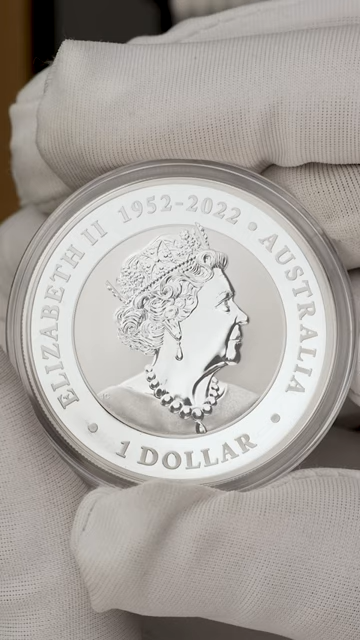 ELIZABETH II 1952-2022 • AUSTRALIA •
1 DOLLAR •